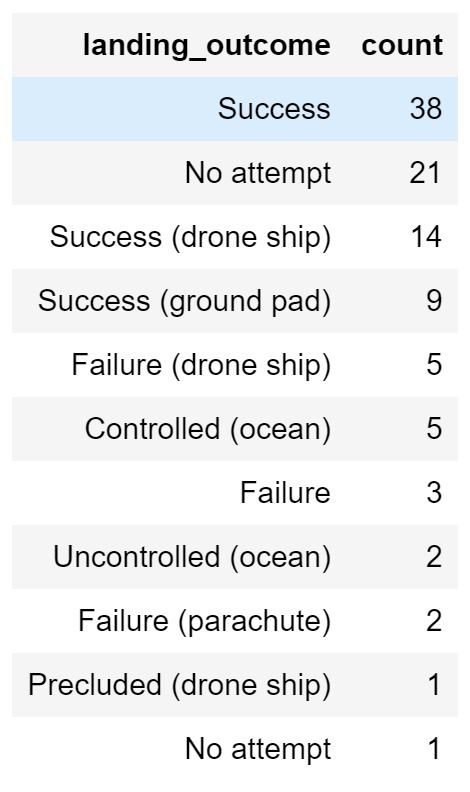 landing_outcome count
Success 38
No attempt 21
Success (drone ship) 14
Success (ground pad) 9
Failure (drone ship) 5
Controlled (ocean) 5
Failure 3
Uncontrolled (ocean) 2
Failure (parachute) 2
Precluded (drone ship) 1
No attempt 1